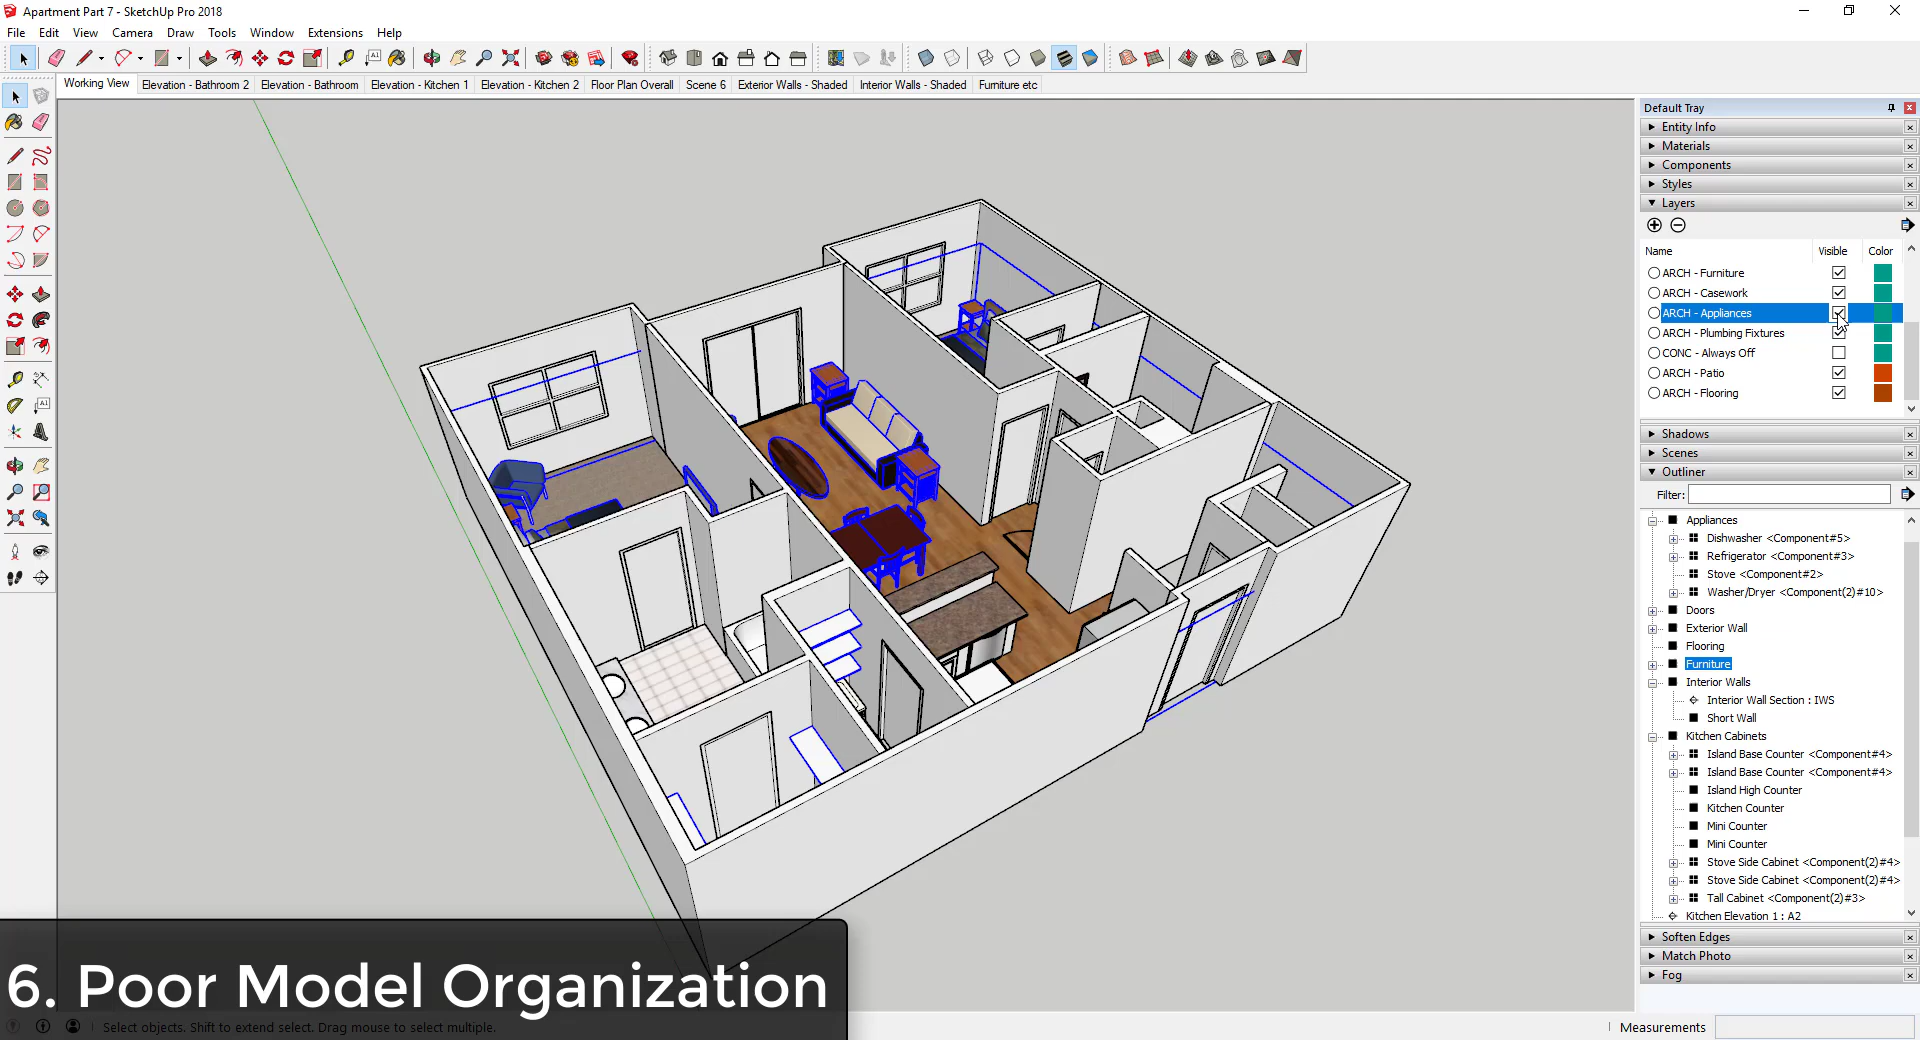 Apartment Part 7 - SketchUp Pro 2018
File Edit View Camera Draw Tools Window Extensions Help
Working View Elevation - Bathroom 2 Elevation - Bathroom Elevation - Kitchen 1 Elevation - Kitchen 2 Floor Plan Overall Scene 6 Exterior Walls - Shaded Interior Walls - Shaded Furniture etc
Default Tray
Entity Info
Materials
Components
Styles
Layers
Name Visible Color
ARCH - Furniture
ARCH - Casework
ARCH - Appliances
ARCH - Plumbing Fixtures
CONC - Always Off
ARCH - Patio
ARCH - Flooring
Shadows
Scenes
Outliner
Filter:
Appliances
Dishwasher <Component#5>
Refrigerator <Component#3>
Stove <Component#2>
Washer/Dryer <Component(2)#10>
Doors
Exterior Wall
Flooring
Furniture
Interior Walls
Interior Wall Section : IWS
Short Wall
Kitchen Cabinets
Island Base Counter <Component#4>
Island Base Counter <Component#4>
Island High Counter
Kitchen Counter
Mini Counter
Mini Counter
Stove Side Cabinet <Component(2)#4>
Stove Side Cabinet <Component(2)#4>
Tall Cabinet <Component(2)#3>
Kitchen Elevation 1 : A2
Soften Edges
Match Photo
Fog
6. Poor Model Organization
Select objects. Shift to extend select. Drag mouse to select multiple.
Measurements